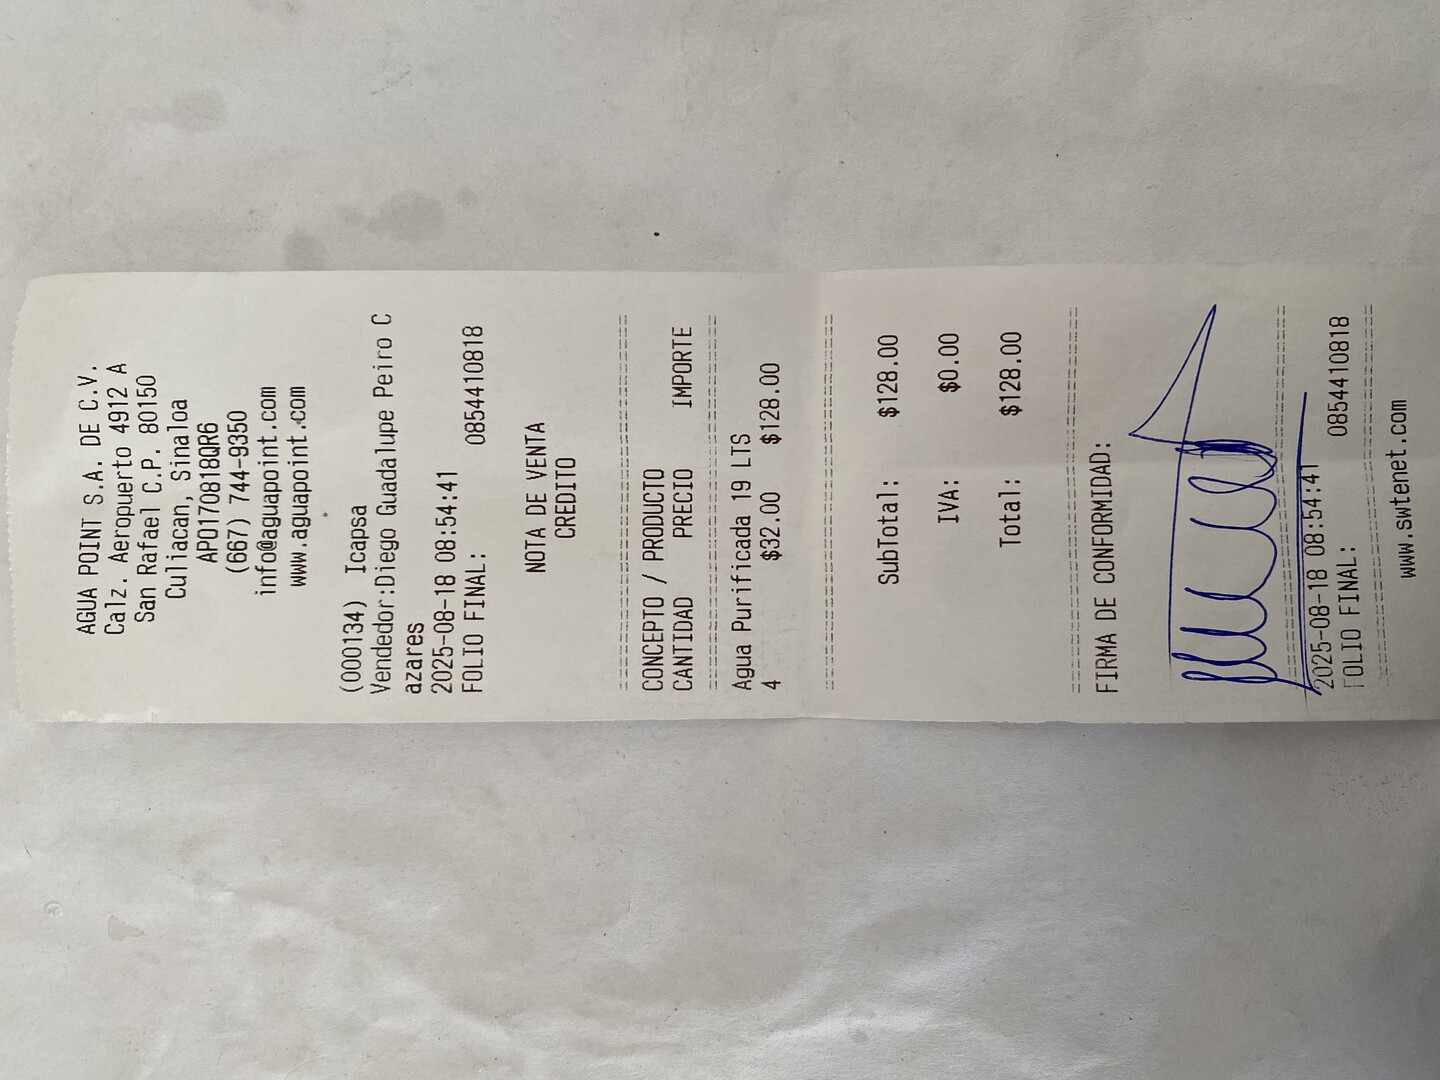 AGUA POINT S.A. DE C.V.
Calz. Aeropuerto 4912 A
San Rafael C.P. 80150
Culiacan, Sinaloa
APO170818QR6
(667) 744-9350
info@aguapoint.com
www.aguapoint.com
(000134) Icapsa
Vendedor:Diego Guadalupe Peiro C
azares
2025-08-18 08:54:41
FOLIO FINAL: 0854410818
NOTA DE VENTA
CREDITO
CONCEPTO / PRODUCTO
CANTIDAD PRECIO IMPORTE
Agua Purificada 19 LTS
4 $32.00 $128.00
SubTotal: $128.00
IVA: $0.00
Total: $128.00
FIRMA DE CONFORMIDAD:
2025-08-18 08:54:41
FOLIO FINAL: 0854410818
www.swtenet.com